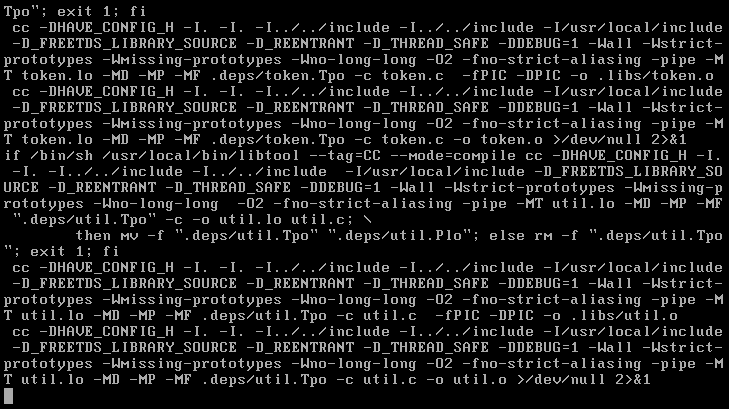 Tpo"; exit 1; fi
 cc -DHAVE_CONFIG_H -I. -I. -I../../include -I../../include -I/usr/local/include
 -D_FREETDS_LIBRARY_SOURCE -D_REENTRANT -D_THREAD_SAFE -DDEBUG=1 -Wall -Wstrict-
prototypes -Wmissing-prototypes -Wno-long-long -O2 -fno-strict-aliasing -pipe -M
T token.lo -MD -MP -MF .deps/token.Tpo -c token.c  -fPIC -DPIC -o .libs/token.o
 cc -DHAVE_CONFIG_H -I. -I. -I../../include -I../../include -I/usr/local/include
 -D_FREETDS_LIBRARY_SOURCE -D_REENTRANT -D_THREAD_SAFE -DDEBUG=1 -Wall -Wstrict-
prototypes -Wmissing-prototypes -Wno-long-long -O2 -fno-strict-aliasing -pipe -M
T token.lo -MD -MP -MF .deps/token.Tpo -c token.c -o token.o >/dev/null 2>&1
if /bin/sh /usr/local/bin/libtool --tag=CC --mode=compile cc -DHAVE_CONFIG_H -I.
 -I. -I../../include -I../../include  -I/usr/local/include -D_FREETDS_LIBRARY_SO
URCE -D_REENTRANT -D_THREAD_SAFE -DDEBUG=1 -Wall -Wstrict-prototypes -Wmissing-p
rototypes -Wno-long-long  -O2 -fno-strict-aliasing -pipe -MT util.lo -MD -MP -MF
 ".deps/util.Tpo" -c -o util.lo util.c; \
        then mv -f ".deps/util.Tpo" ".deps/util.Plo"; else rm -f ".deps/util.Tpo
"; exit 1; fi
 cc -DHAVE_CONFIG_H -I. -I. -I../../include -I../../include -I/usr/local/include
 -D_FREETDS_LIBRARY_SOURCE -D_REENTRANT -D_THREAD_SAFE -DDEBUG=1 -Wall -Wstrict-
prototypes -Wmissing-prototypes -Wno-long-long -O2 -fno-strict-aliasing -pipe -M
T util.lo -MD -MP -MF .deps/util.Tpo -c util.c  -fPIC -DPIC -o .libs/util.o
 cc -DHAVE_CONFIG_H -I. -I. -I../../include -I../../include -I/usr/local/include
 -D_FREETDS_LIBRARY_SOURCE -D_REENTRANT -D_THREAD_SAFE -DDEBUG=1 -Wall -Wstrict-
prototypes -Wmissing-prototypes -Wno-long-long -O2 -fno-strict-aliasing -pipe -M
T util.lo -MD -MP -MF .deps/util.Tpo -c util.c -o util.o >/dev/null 2>&1